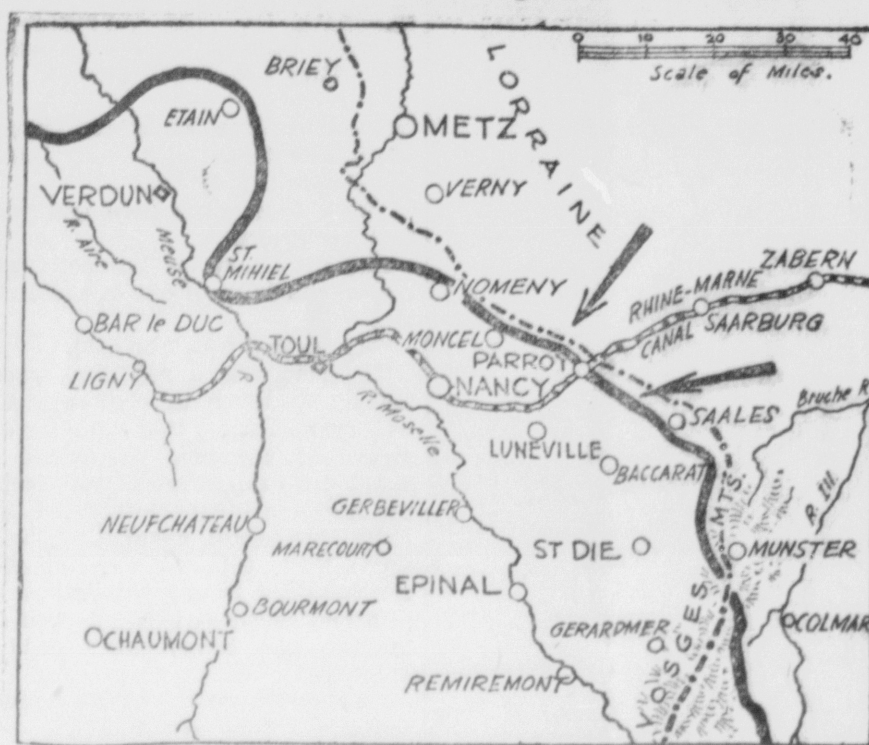 0 10 20 30 40
Scale of Miles.
LORRAINE
BRIEY
ETAIN
METZ
VERDUN
VERNY
R. Aire
Meuse
ST. MIHIEL
NOMENY
ZABERN
RHINE-MARNE
CANAL
SAARBURG
BAR le DUC
TOUL
MONCEL
PARROY
LIGNY
R.
NANCY
R. Moselle
SAALES
Bruche R.
LUNEVILLE
BACCARAT
MTS.
R. Ill.
NEUFCHATEAU
GERBEVILLER
MARECOURT
ST DIE
MUNSTER
EPINAL
BOURMONT
CHAUMONT
GERARDMER
VOSGES
COLMAR
REMIREMONT